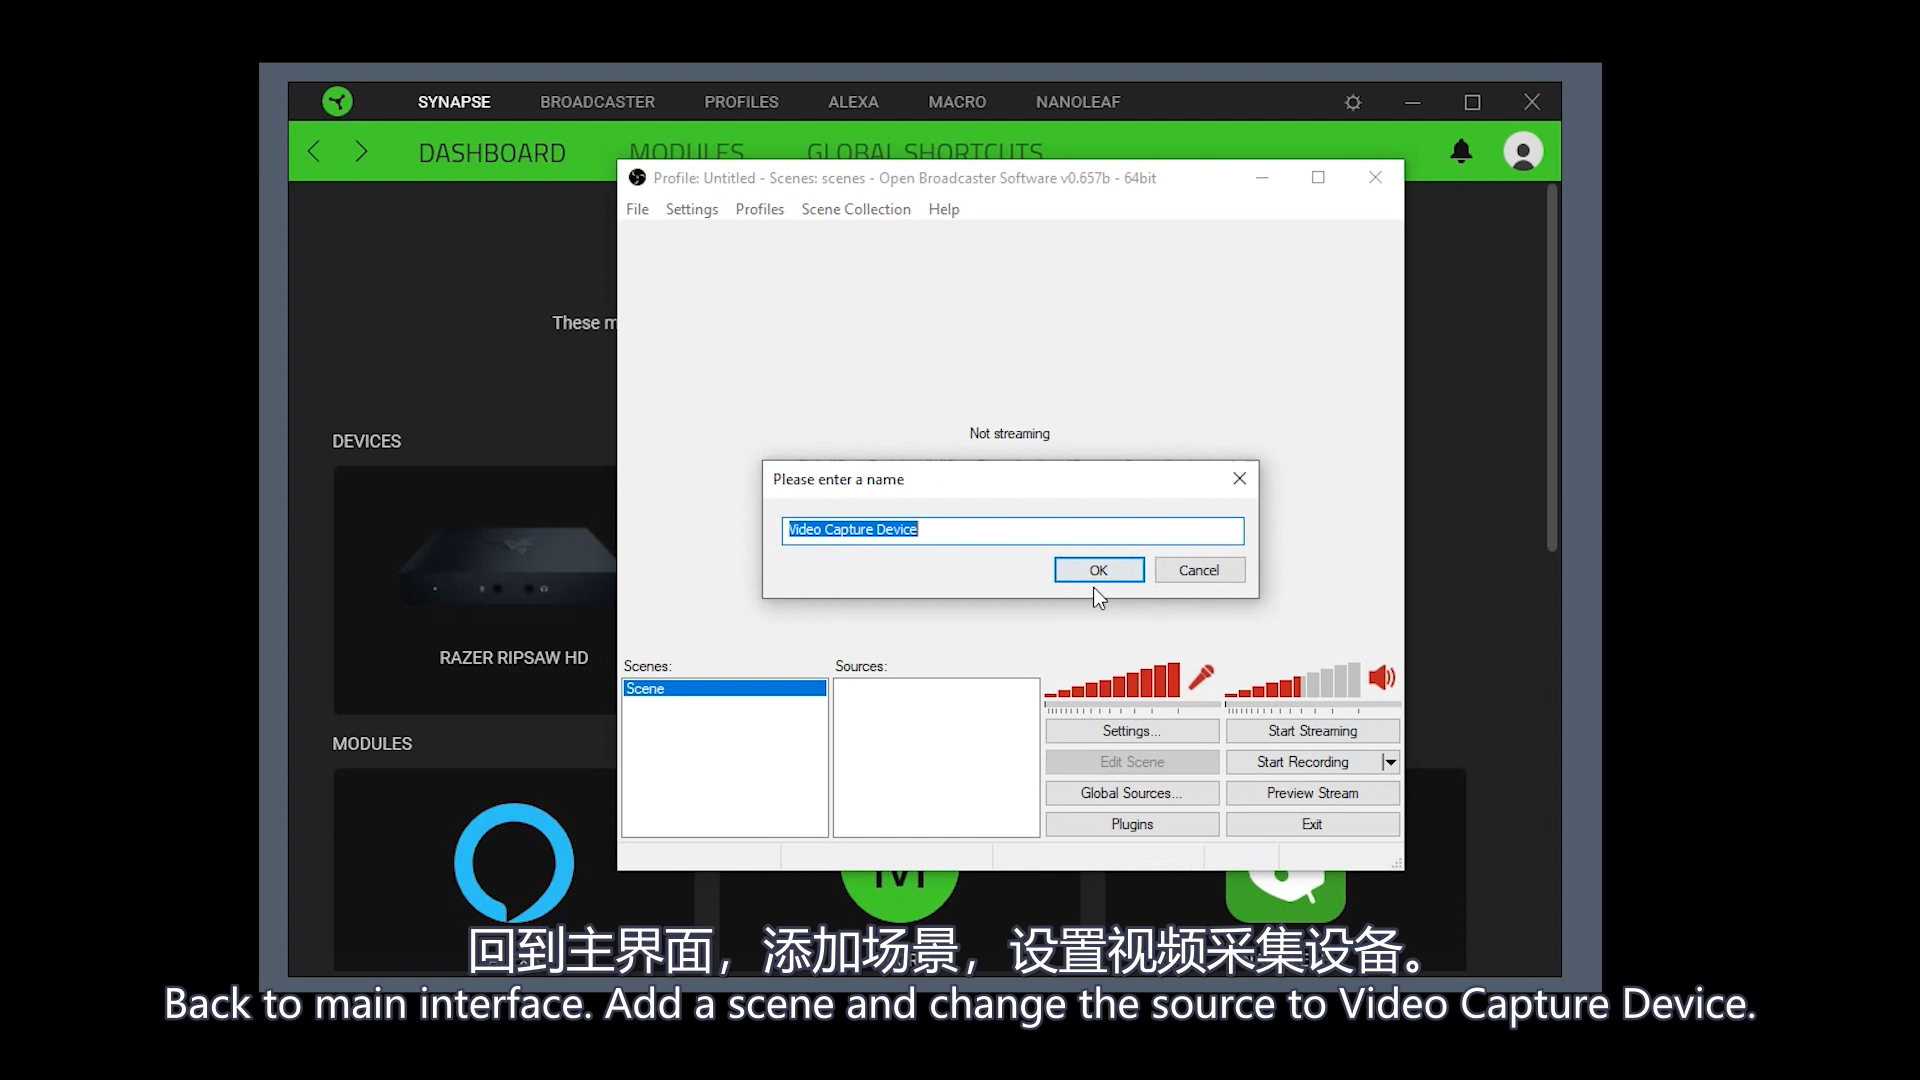 SYNAPSE BROADCASTER PROFILES ALEXA MACRO NANOLEAF
DASHBOARD MODULES GLOBAL SHORTCUTS
Profile: Untitled - Scenes: scenes - Open Broadcaster Software v0.657b - 64bit
File Settings Profiles Scene Collection Help
These m
Not streaming
DEVICES
Please enter a name
Video Capture Device
OK Cancel
RAZER RIPSAW HD
Scenes: Sources:
Scene
Settings... Start Streaming
Edit Scene Start Recording
Global Sources... Preview Stream
Plugins Exit
MODULES
回到主界面，添加场景，设置视频采集设备。
Back to main interface. Add a scene and change the source to Video Capture Device.